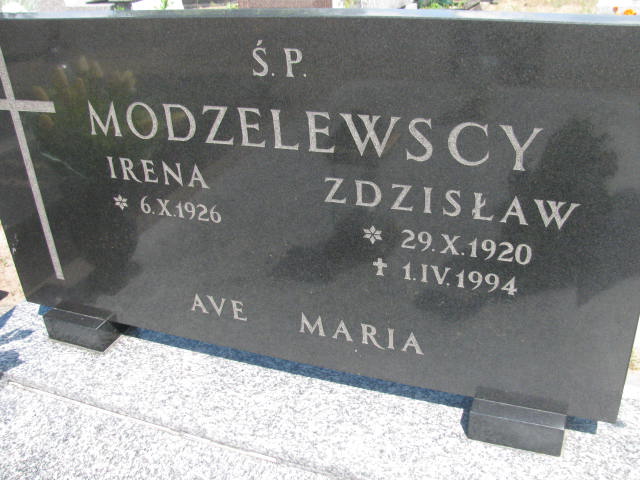 Ś.P.
MODZELEWSCY
IRENA
* 6.X.1926
ZDZISŁAW
* 29.X.1920
✝ 1.IV.1994
AVE MARIA